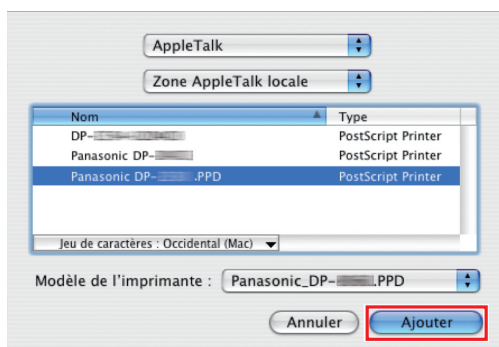 AppleTalk
Zone AppleTalk locale
Nom Type
DP- PostScript Printer
Panasonic DP- PostScript Printer
Panasonic DP- .PPD PostScript Printer
Jeu de caractères : Occidental (Mac)
Modèle de l'imprimante : Panasonic_DP- .PPD
Annuler Ajouter